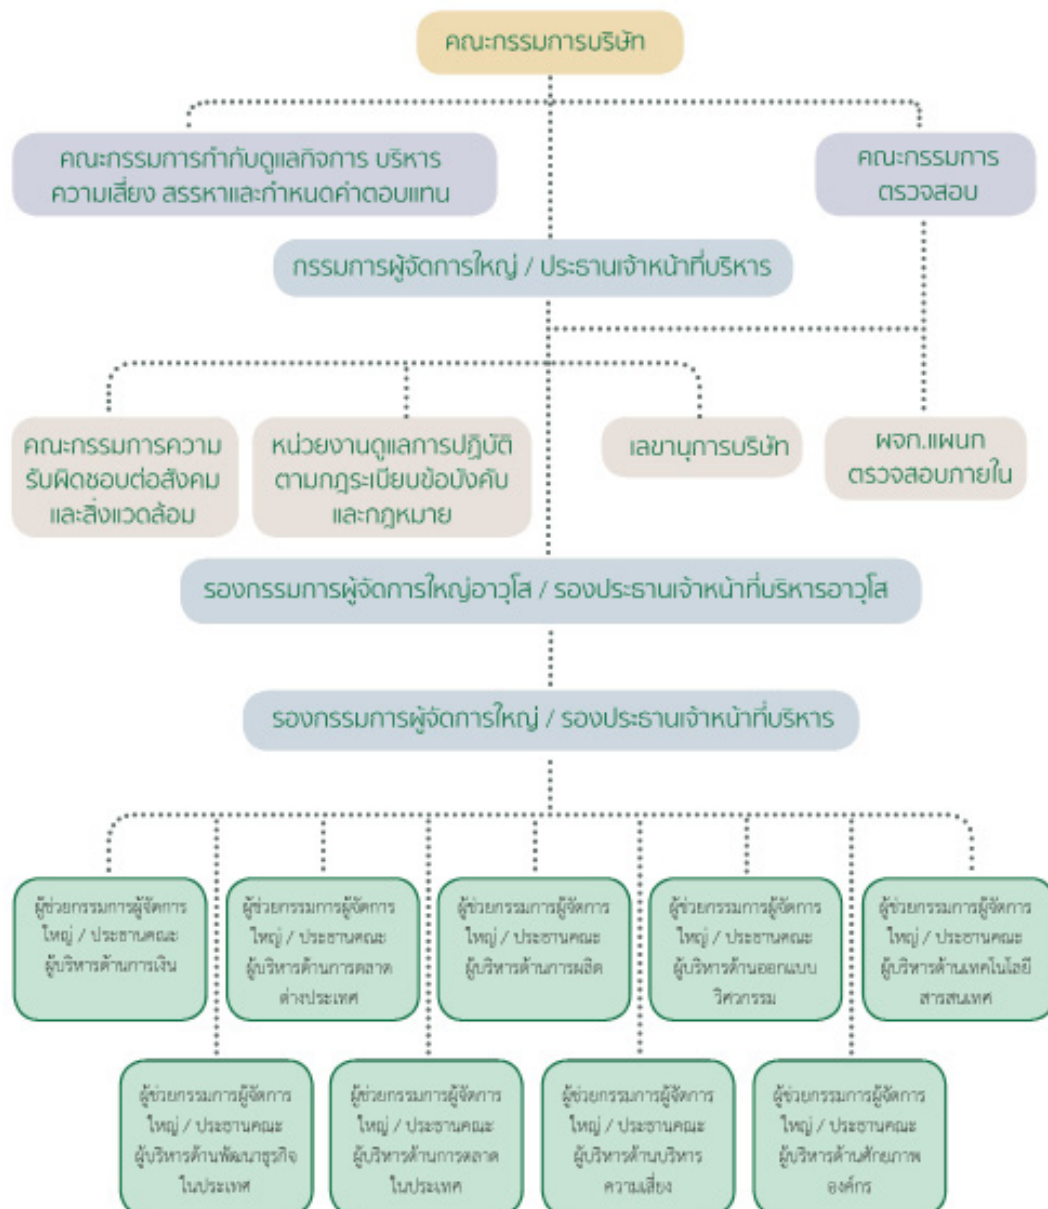 คณะกรรมการบริษัท
คณะกรรมการกำกับดูแลกิจการ บริหาร
ความเสี่ยง สรรหาและกำหนดค่าตอบแทน
คณะกรรมการ
ตรวจสอบ
กรรมการผู้จัดการใหญ่ / ประธานเจ้าหน้าที่บริหาร
คณะกรรมการความ
รับผิดชอบต่อสังคม
และสิ่งแวดล้อม
หน่วยงานดูแลการปฏิบัติ
ตามกฎระเบียบข้อบังคับ
และกฎหมาย
เลขานุการบริษัท
ผจก.แผนก
ตรวจสอบภายใน
รองกรรมการผู้จัดการใหญ่อาวุโส / รองประธานเจ้าหน้าที่บริหารอาวุโส
รองกรรมการผู้จัดการใหญ่ / รองประธานเจ้าหน้าที่บริหาร
ผู้ช่วยกรรมการผู้จัดการ
ใหญ่ / ประธานคณะ
ผู้บริหารด้านการเงิน
ผู้ช่วยกรรมการผู้จัดการ
ใหญ่ / ประธานคณะ
ผู้บริหารด้านการตลาด
ต่างประเทศ
ผู้ช่วยกรรมการผู้จัดการ
ใหญ่ / ประธานคณะ
ผู้บริหารด้านการผลิต
ผู้ช่วยกรรมการผู้จัดการ
ใหญ่ / ประธานคณะ
ผู้บริหารด้านออกแบบ
วิศวกรรม
ผู้ช่วยกรรมการผู้จัดการ
ใหญ่ / ประธานคณะ
ผู้บริหารด้านเทคโนโลยี
สารสนเทศ
ผู้ช่วยกรรมการผู้จัดการ
ใหญ่ / ประธานคณะ
ผู้บริหารด้านพัฒนาธุรกิจ
ในประเทศ
ผู้ช่วยกรรมการผู้จัดการ
ใหญ่ / ประธานคณะ
ผู้บริหารด้านการตลาด
ในประเทศ
ผู้ช่วยกรรมการผู้จัดการ
ใหญ่ / ประธานคณะ
ผู้บริหารด้านบริหาร
ความเสี่ยง
ผู้ช่วยกรรมการผู้จัดการ
ใหญ่ / ประธานคณะ
ผู้บริหารด้านศักยภาพ
องค์กร